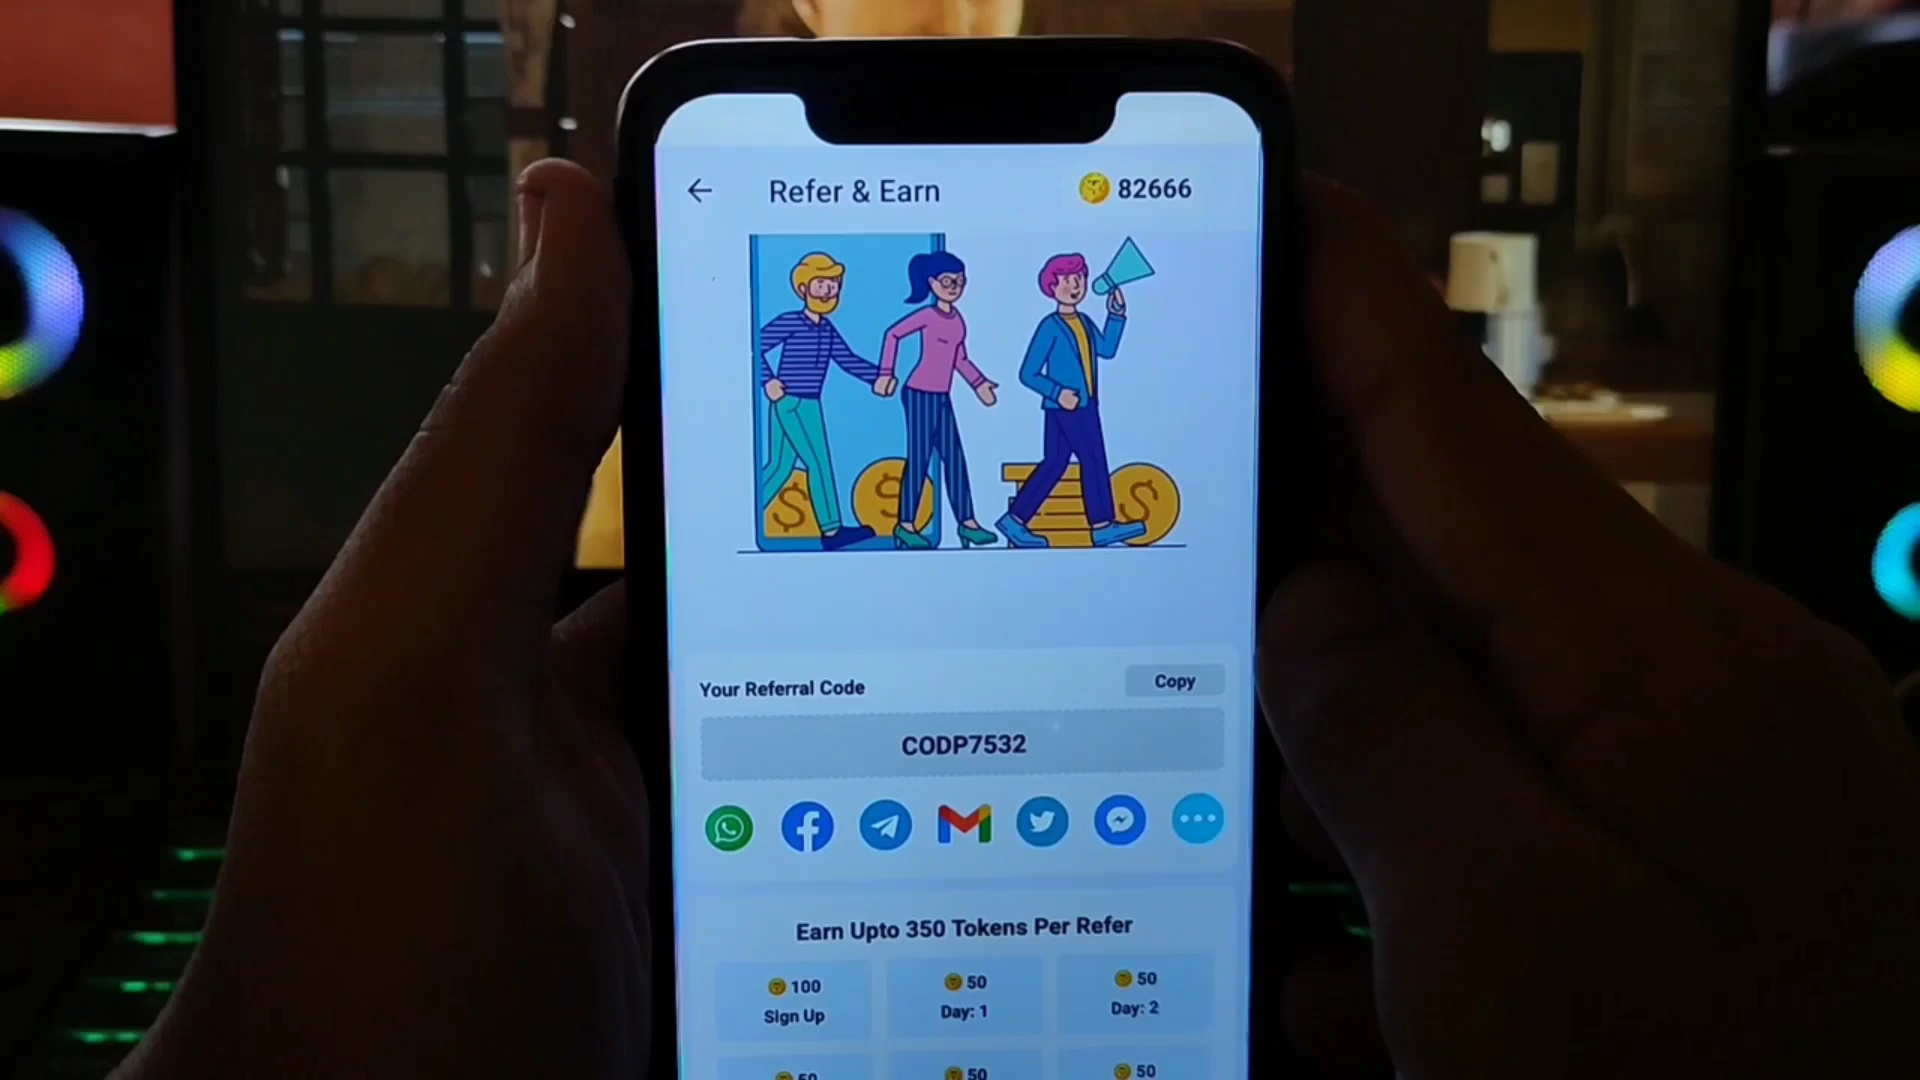 Refer & Earn
82666
$ $ $
Your Referral Code
Copy
CODP7532
Earn Upto 350 Tokens Per Refer
100 50 50
Sign Up Day: 1 Day: 2
50 50 50